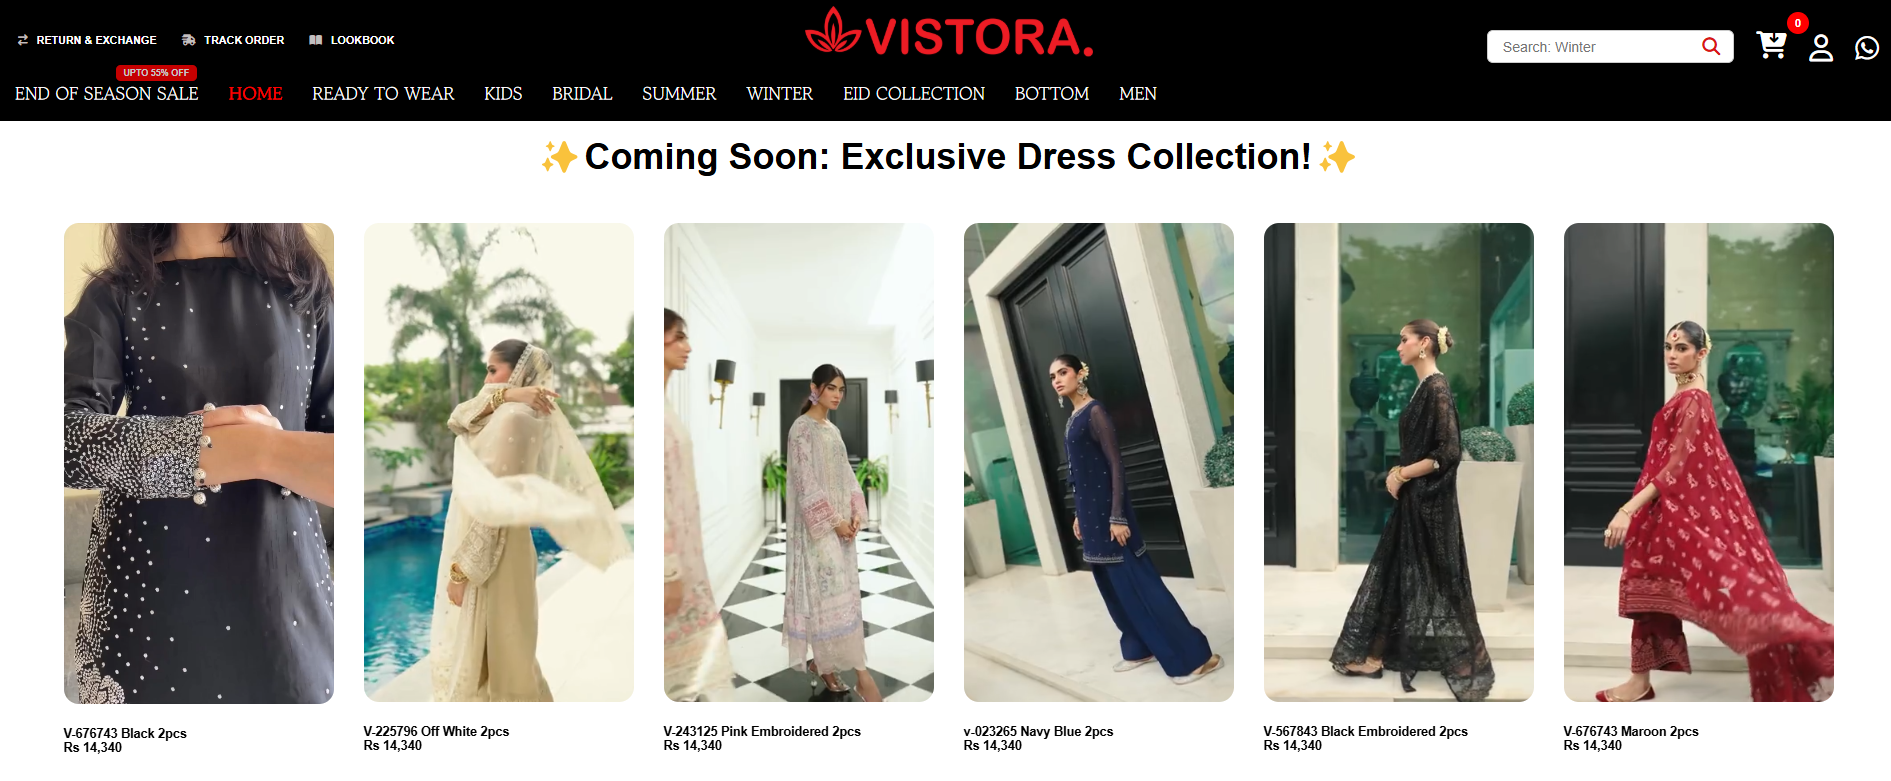 RETURN & EXCHANGE
TRACK ORDER
LOOKBOOK
VISTORA.
Search: Winter
0
UPTO 55% OFF
END OF SEASON SALE
HOME
READY TO WEAR
KIDS
BRIDAL
SUMMER
WINTER
EID COLLECTION
BOTTOM
MEN
✨Coming Soon: Exclusive Dress Collection!✨
V-676743 Black 2pcs
Rs 14,340
V-225796 Off White 2pcs
Rs 14,340
V-243125 Pink Embroidered 2pcs
Rs 14,340
v-023265 Navy Blue 2pcs
Rs 14,340
V-567843 Black Embroidered 2pcs
Rs 14,340
V-676743 Maroon 2pcs
Rs 14,340